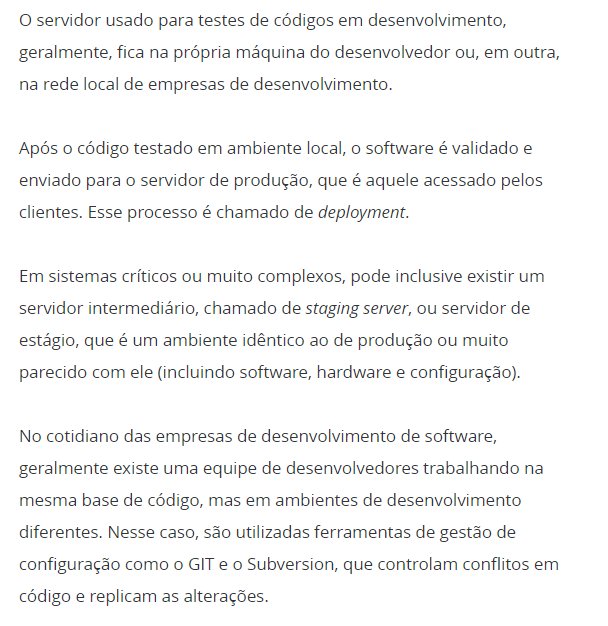 O servidor usado para testes de códigos em desenvolvimento,
geralmente, fica na própria máquina do desenvolvedor ou, em outra,
na rede local de empresas de desenvolvimento.
Após o código testado em ambiente local, o software é validado e
enviado para o servidor de produção, que é aquele acessado pelos
clientes. Esse processo é chamado de deployment.
Em sistemas críticos ou muito complexos, pode inclusive existir um
servidor intermediário, chamado de staging server, ou servidor de
estágio, que é um ambiente idêntico ao de produção ou muito
parecido com ele (incluindo software, hardware e configuração).
No cotidiano das empresas de desenvolvimento de software,
geralmente existe uma equipe de desenvolvedores trabalhando na
mesma base de código, mas em ambientes de desenvolvimento
diferentes. Nesse caso, são utilizadas ferramentas de gestão de
configuração como o GIT e o Subversion, que controlam conflitos em
código e replicam as alterações.